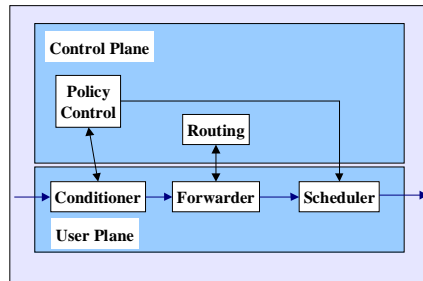 Control Plane
Policy
Control
Routing
Conditioner
Forwarder
Scheduler
User Plane